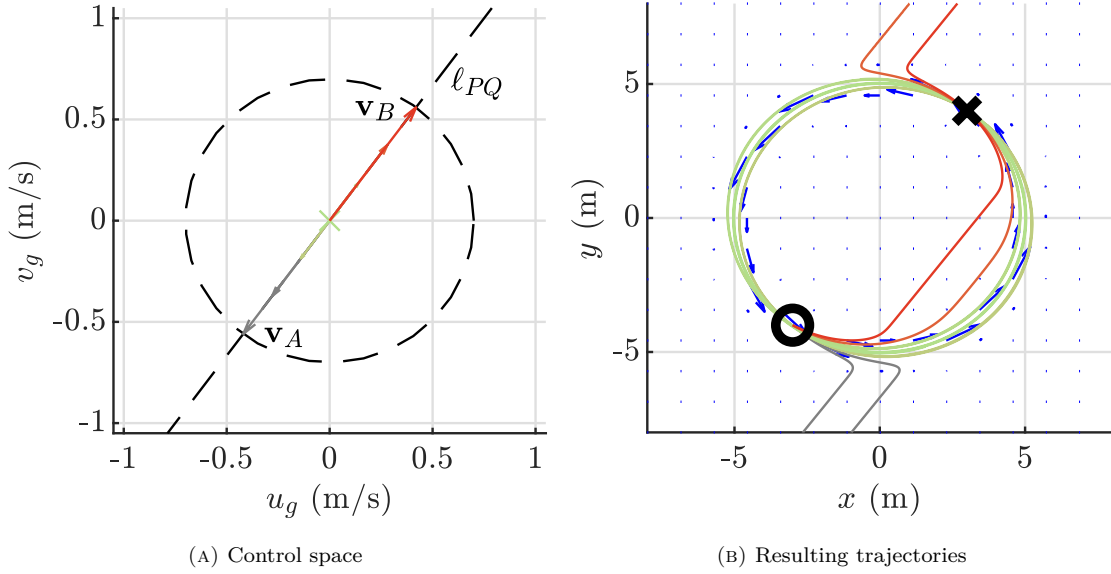 1
0.5
0
-0.5
-1
-1
-0.5
0
0.5
1
v_g (m/s)
u_g (m/s)
ℓ_PQ
v_B
v_A
(A) Control space
5
0
-5
-5
0
5
y (m)
x (m)
(B) Resulting trajectories